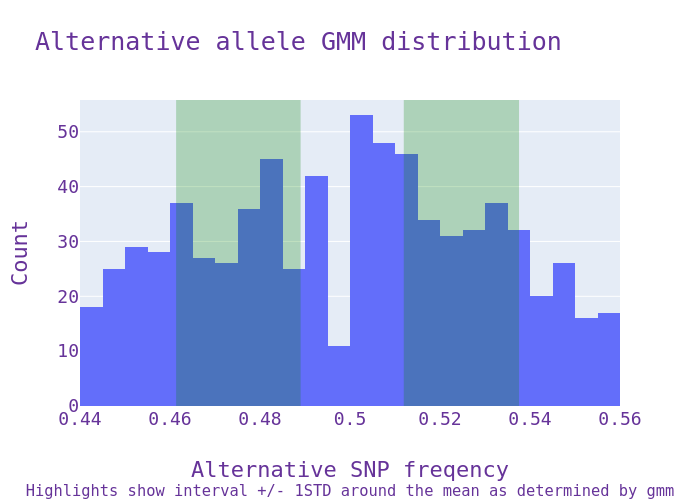 Alternative allele GMM distribution
Count
50
40
30
20
10
0
0.44 0.46 0.48 0.5 0.52 0.54 0.56
Alternative SNP freqency
Highlights show interval +/- 1STD around the mean as determined by gmm